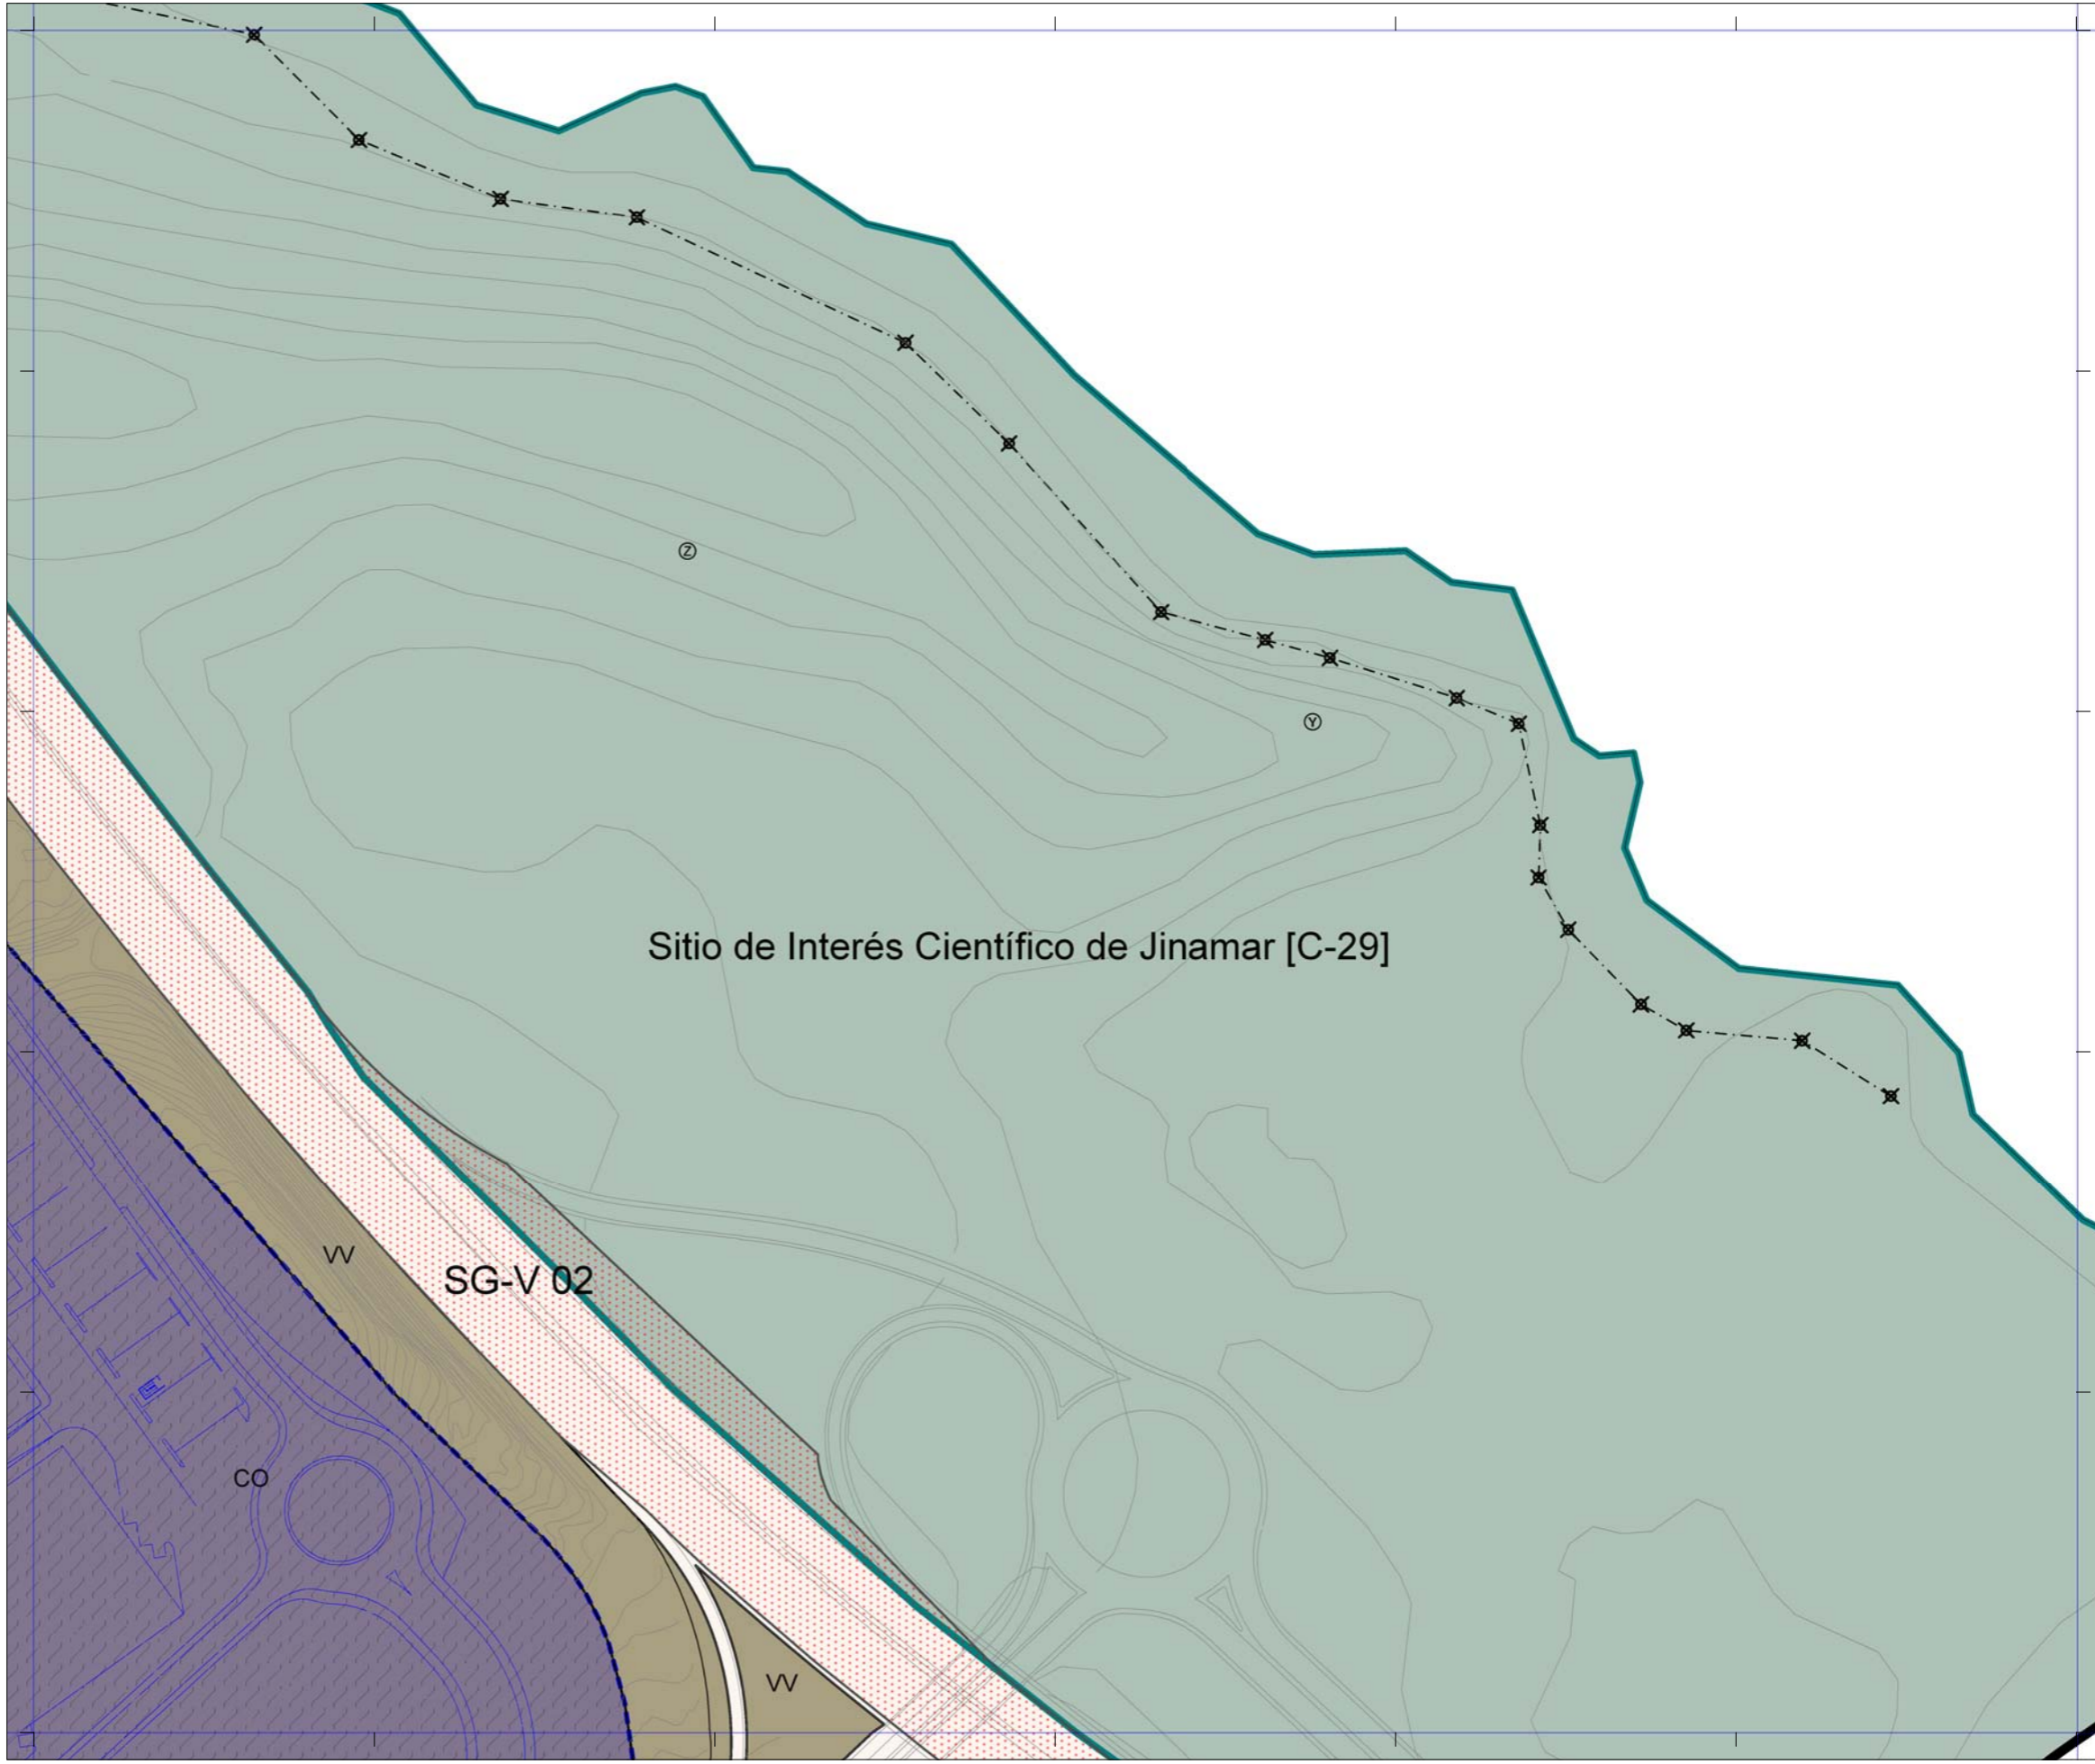 Z
Y
Sitio de Interés Científico de Jinamar [C-29]
VV
SG-V 02
CO
VV